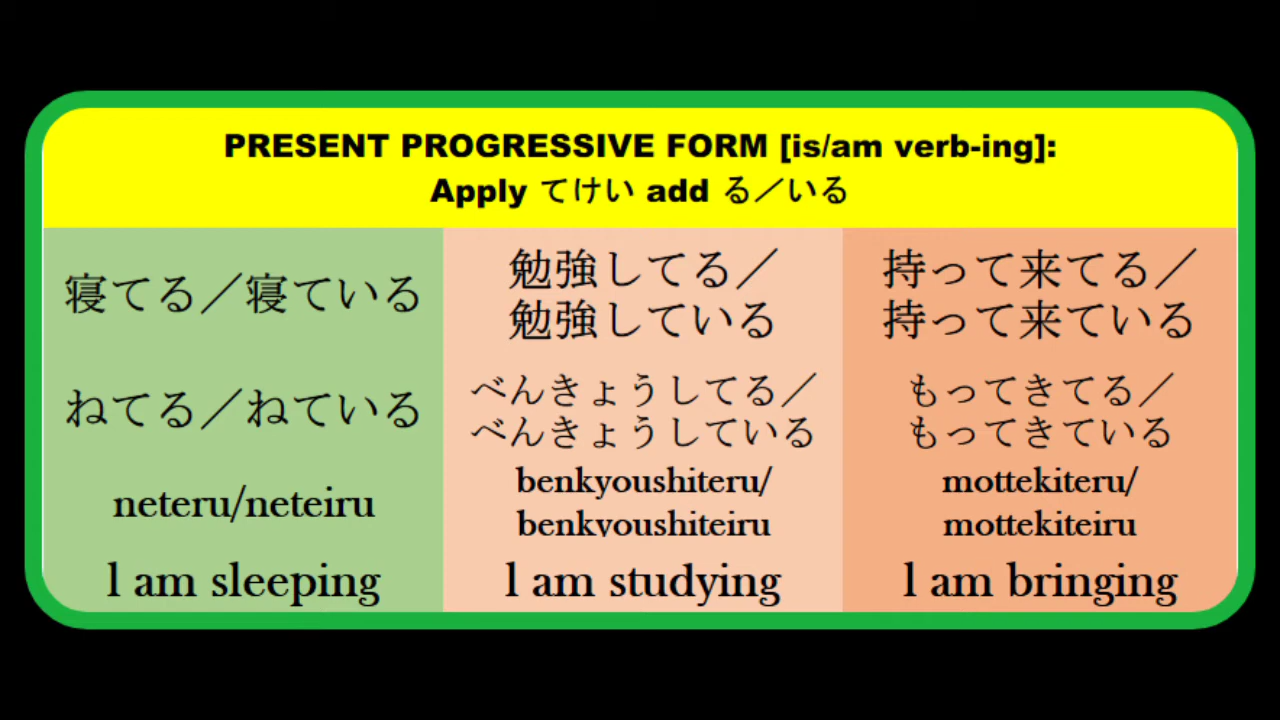 PRESENT PROGRESSIVE FORM [is/am verb-ing]:
Apply てけい add る／いる
寝てる／寝ている
ねてる／ねている
neteru/neteiru
l am sleeping
勉強してる／
勉強している
べんきょうしてる／
べんきょうしている
benkyoushiteru/
benkyoushiteiru
l am studying
持って来てる／
持って来ている
もってきてる／
もってきている
mottekiteru/
mottekiteiru
l am bringing